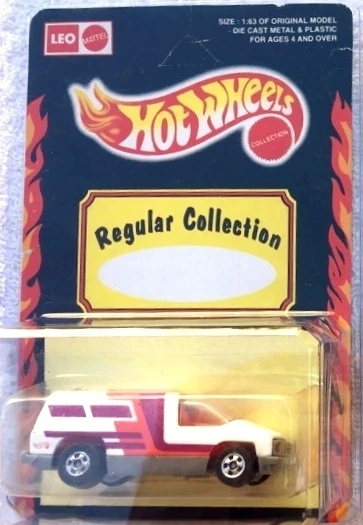 LEO
MATTEL
SIZE : 1:63 OF ORIGINAL MODEL
DIE CAST METAL & PLASTIC
FOR AGES 4 AND OVER
HOT WHEELS
COLLECTION
Regular Collection